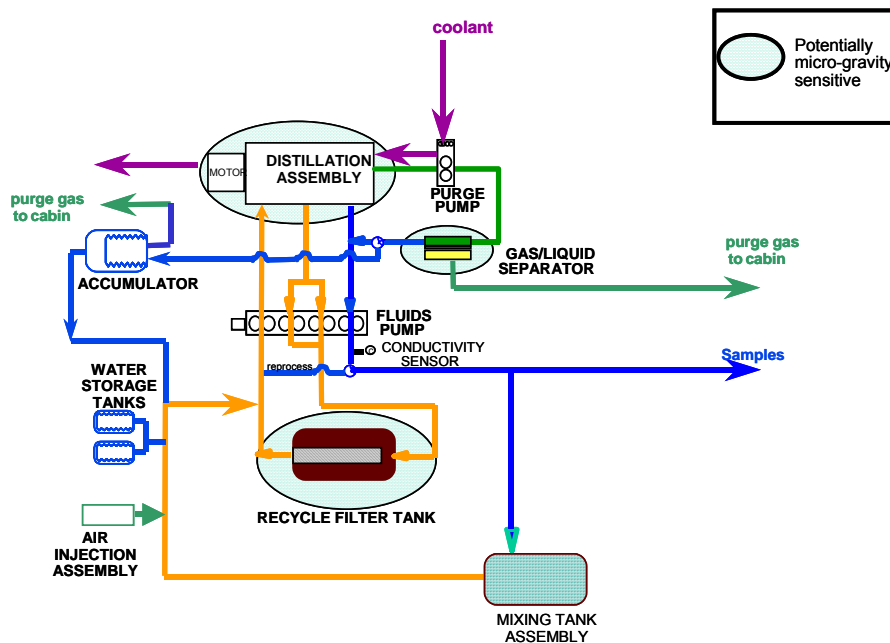 coolant
Potentially
micro-gravity
sensitive
MOTOR
DISTILLATION
ASSEMBLY
purge gas
to cabin
PURGE
PUMP
GAS/LIQUID
SEPARATOR
purge gas
to cabin
ACCUMULATOR
FLUIDS
PUMP
CONDUCTIVITY
SENSOR
C
reprocess
Samples
WATER
STORAGE
TANKS
RECYCLE FILTER TANK
AIR
INJECTION
ASSEMBLY
MIXING TANK
ASSEMBLY